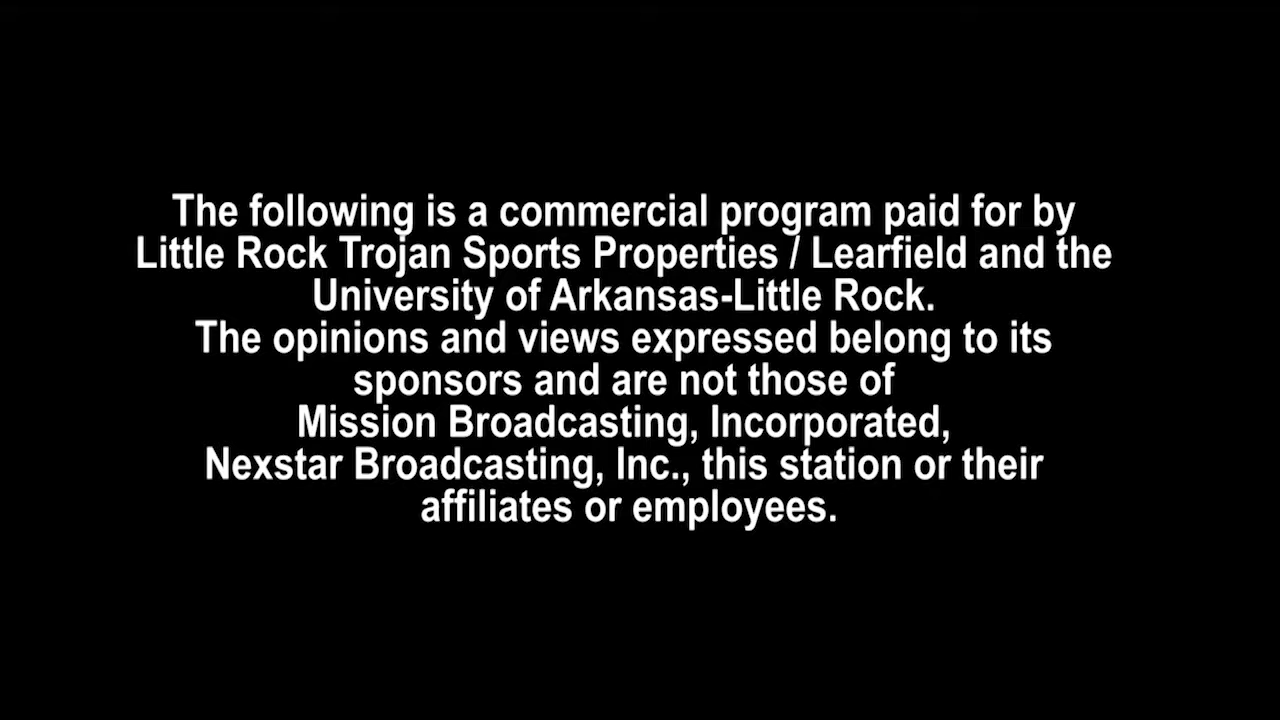 The following is a commercial program paid for by
Little Rock Trojan Sports Properties / Learfield and the
University of Arkansas-Little Rock.
The opinions and views expressed belong to its
sponsors and are not those of
Mission Broadcasting, Incorporated,
Nexstar Broadcasting, Inc., this station or their
affiliates or employees.